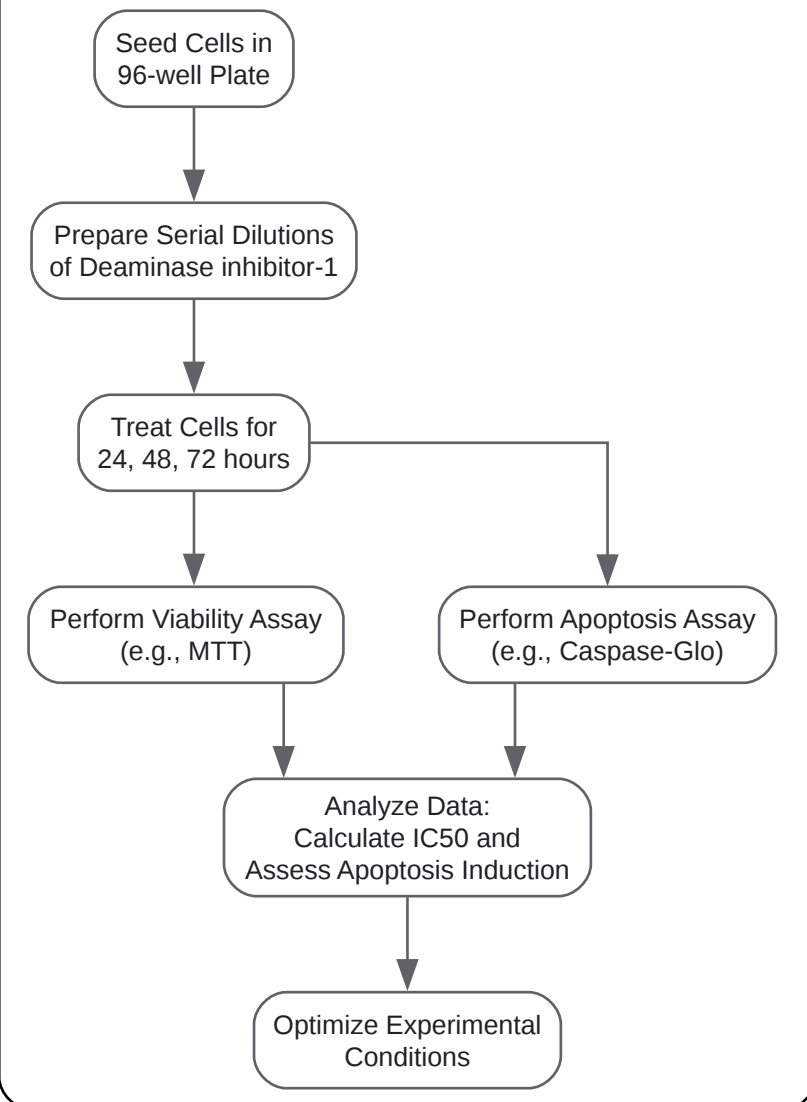 Seed Cells in
96-well Plate
Prepare Serial Dilutions
of Deaminase inhibitor-1
Treat Cells for
24, 48, 72 hours
Perform Viability Assay
(e.g., MTT)
Perform Apoptosis Assay
(e.g., Caspase-Glo)
Analyze Data:
Calculate IC50 and
Assess Apoptosis Induction
Optimize Experimental
Conditions